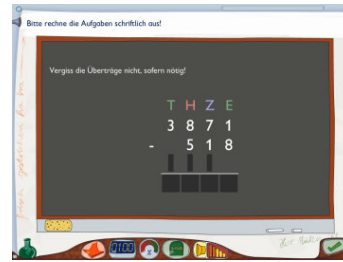 Bitte rechne die Aufgaben schriftlich aus!
Vergiss die Überträge nicht, sofern nötig!
T H Z E
3 8 7 1
- 5 1 8
0100